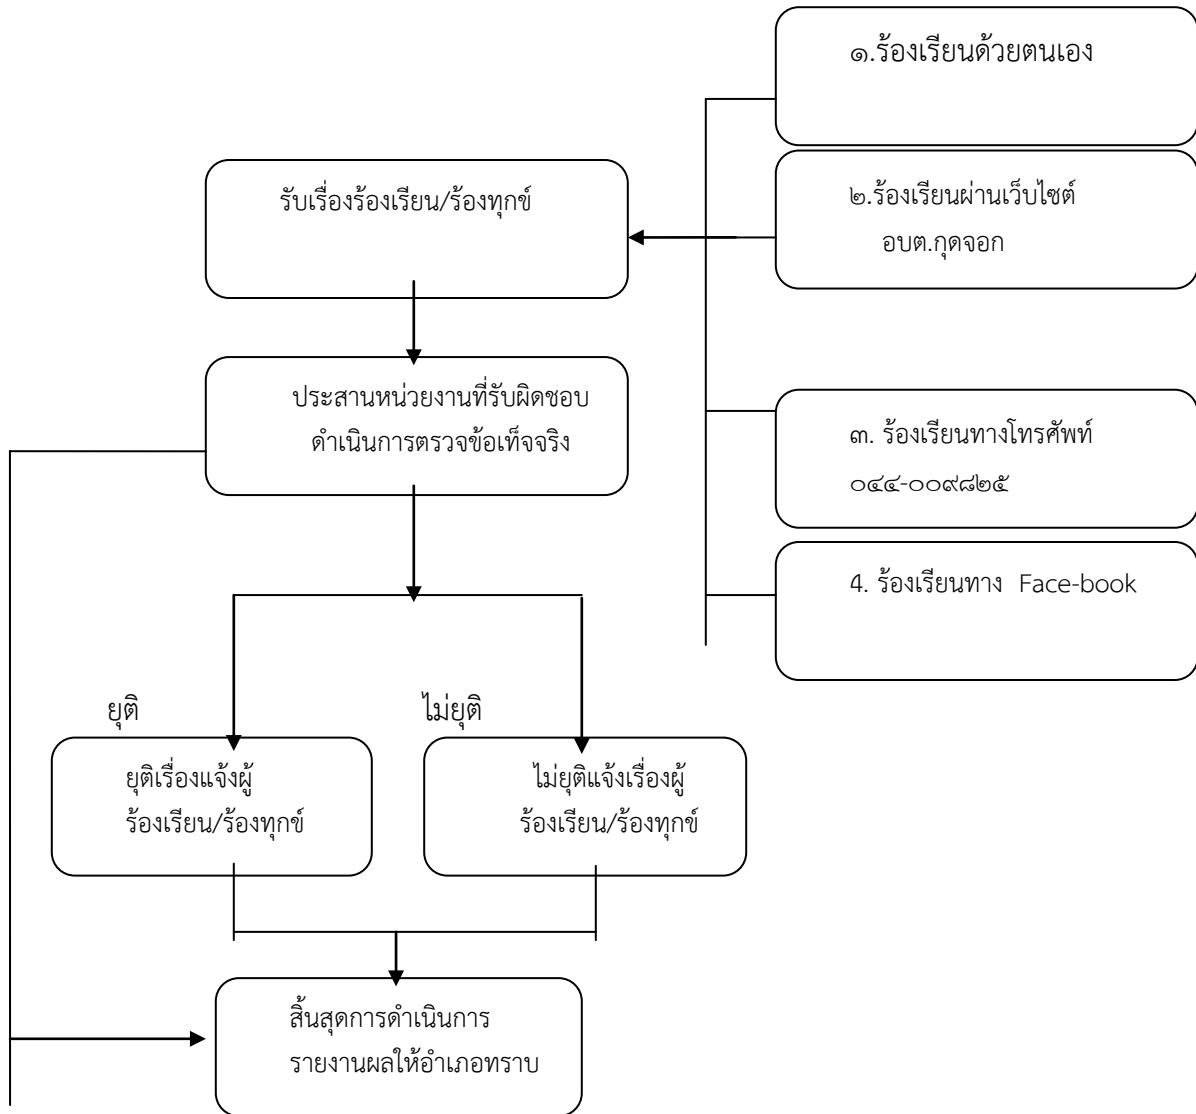 ๑.ร้องเรียนด้วยตนเอง
รับเรื่องร้องเรียน/ร้องทุกข์
๒.ร้องเรียนผ่านเว็บไซต์
อบต.กุดจอก
ประสานหน่วยงานที่รับผิดชอบ
ดำเนินการตรวจข้อเท็จจริง
๓. ร้องเรียนทางโทรศัพท์
๐๔๔-๐๐๙๘๒๕
4. ร้องเรียนทาง Face-book
ยุติ
ไม่ยุติ
ยุติเรื่องแจ้งผู้
ร้องเรียน/ร้องทุกข์
ไม่ยุติแจ้งเรื่องผู้
ร้องเรียน/ร้องทุกข์
สิ้นสุดการดำเนินการ
รายงานผลให้อำเภอทราบ